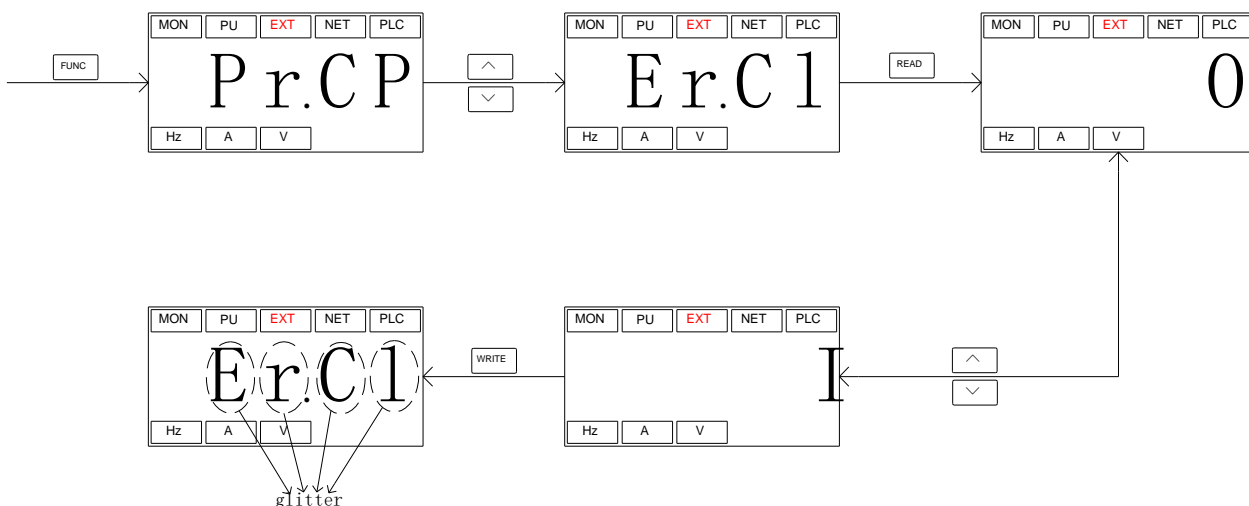 MON PU EXT NET PLC
Pr.CP
Hz A V
MON PU EXT NET PLC
Er.Cl
Hz A V
MON PU EXT NET PLC
0
Hz A V
FUNC
READ
MON PU EXT NET PLC
Er.Cl
Hz A V
MON PU EXT NET PLC
I
Hz A V
WRITE
glitter